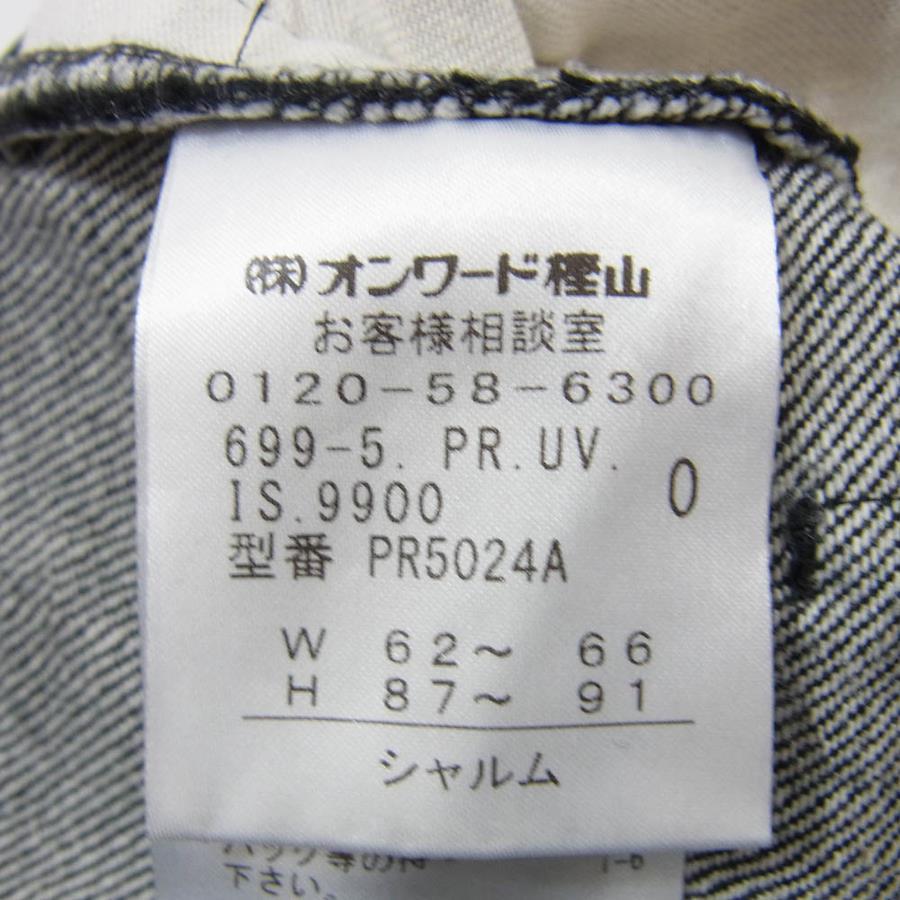 (株)オンワード樫山
お客様相談室
0120-58-6300
699-5. PR.UV.
IS.9900 0
型番 PR5024A
W 62~ 66
H 87~ 91
シャルム
下さい。